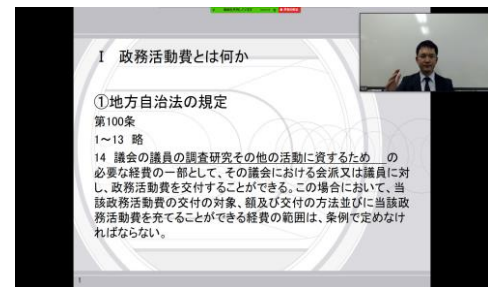 Ⅰ 政務活動費とは何か
①地方自治法の規定
第100条
1～13 略
14 議会の議員の調査研究その他の活動に資するため の
必要な経費の一部として、その議会における会派又は議員に対
し、政務活動費を交付することができる。この場合において、当
該政務活動費の交付の対象、額及び交付の方法並びに当該政
務活動費を充てることができる経費の範囲は、条例で定めなけ
ればならない。
1